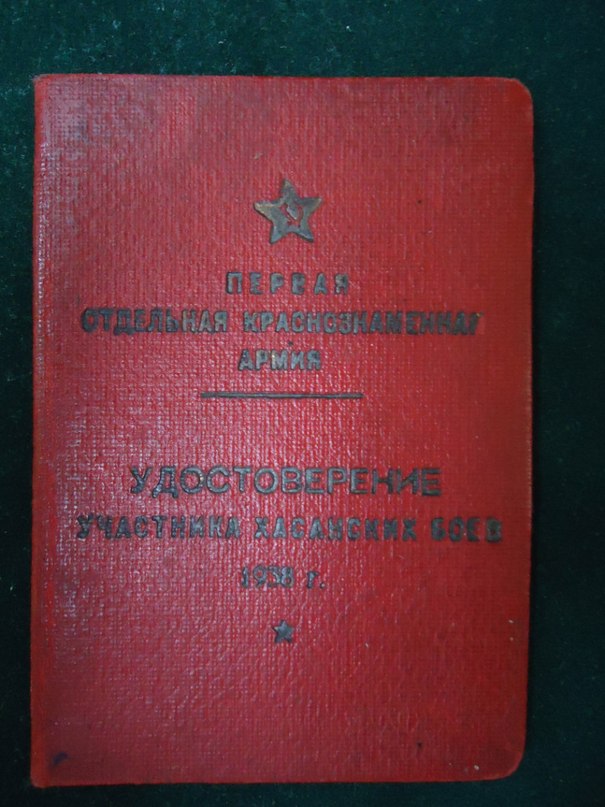 ПЕРВАЯ
ОТДЕЛЬНАЯ КРАСНОЗНАМЕННАЯ
АРМИЯ
УДОСТОВЕРЕНИЕ
УЧАСТНИКА ХАСАНСКИХ БОЕВ
1938 г.